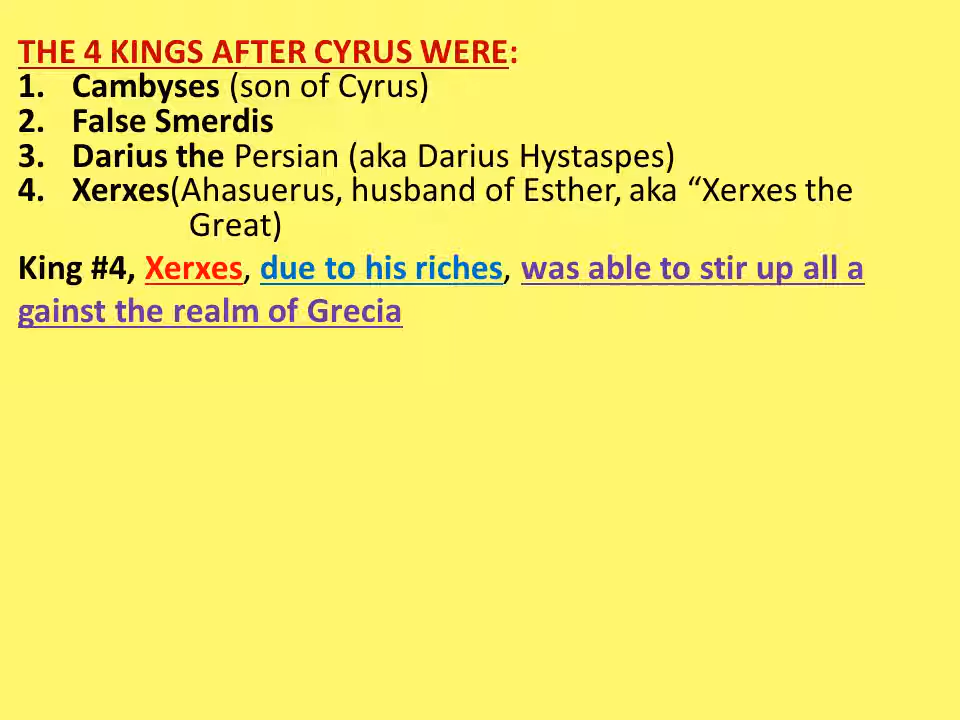 THE 4 KINGS AFTER CYRUS WERE:
1. Cambyses (son of Cyrus)
2. False Smerdis
3. Darius the Persian (aka Darius Hystaspes)
4. Xerxes(Ahasuerus, husband of Esther, aka “Xerxes the
Great)
King #4, Xerxes, due to his riches, was able to stir up all a
gainst the realm of Grecia